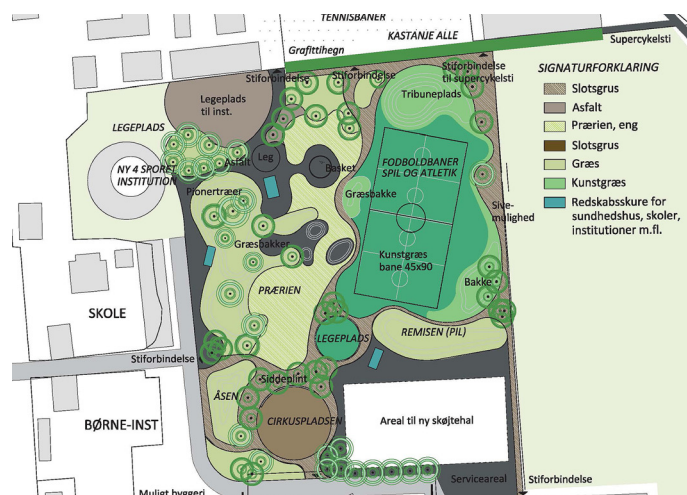 TENNISBANER
KASTANJE ALLE
Grafittihegn
Supercykelsti
Stiforbindelse
Stiforbindelse
Stiforbindelse
til supercykelsti
Legeplads
til inst.
Tribuneplads
LEGEPLADS
Asfalt
Leg
Basket
FODBOLDBANER
SPIL OG ATLETIK
NY 4 SPORET
INSTITUTION
Pionertræer
Græsbakke
Sive-
mulighed
Græsbakker
Kunstgræs
bane 45x90
Bakke
PRÆRIEN
SKOLE
LEGEPLADS
REMISEN (PIL)
Stiforbindelse
Siddeplint
ÅSEN
CIRKUSPLADSEN
Areal til ny skøjtehal
BØRNE-INST
Serviceareal
Stiforbindelse
Muligt byggeri
SIGNATURFORKLARING
Slotsgrus
Asfalt
Prærien, eng
Slotsgrus
Græs
Kunstgræs
Redskabsskure for
sundhedshus, skoler,
institutioner m.fl.